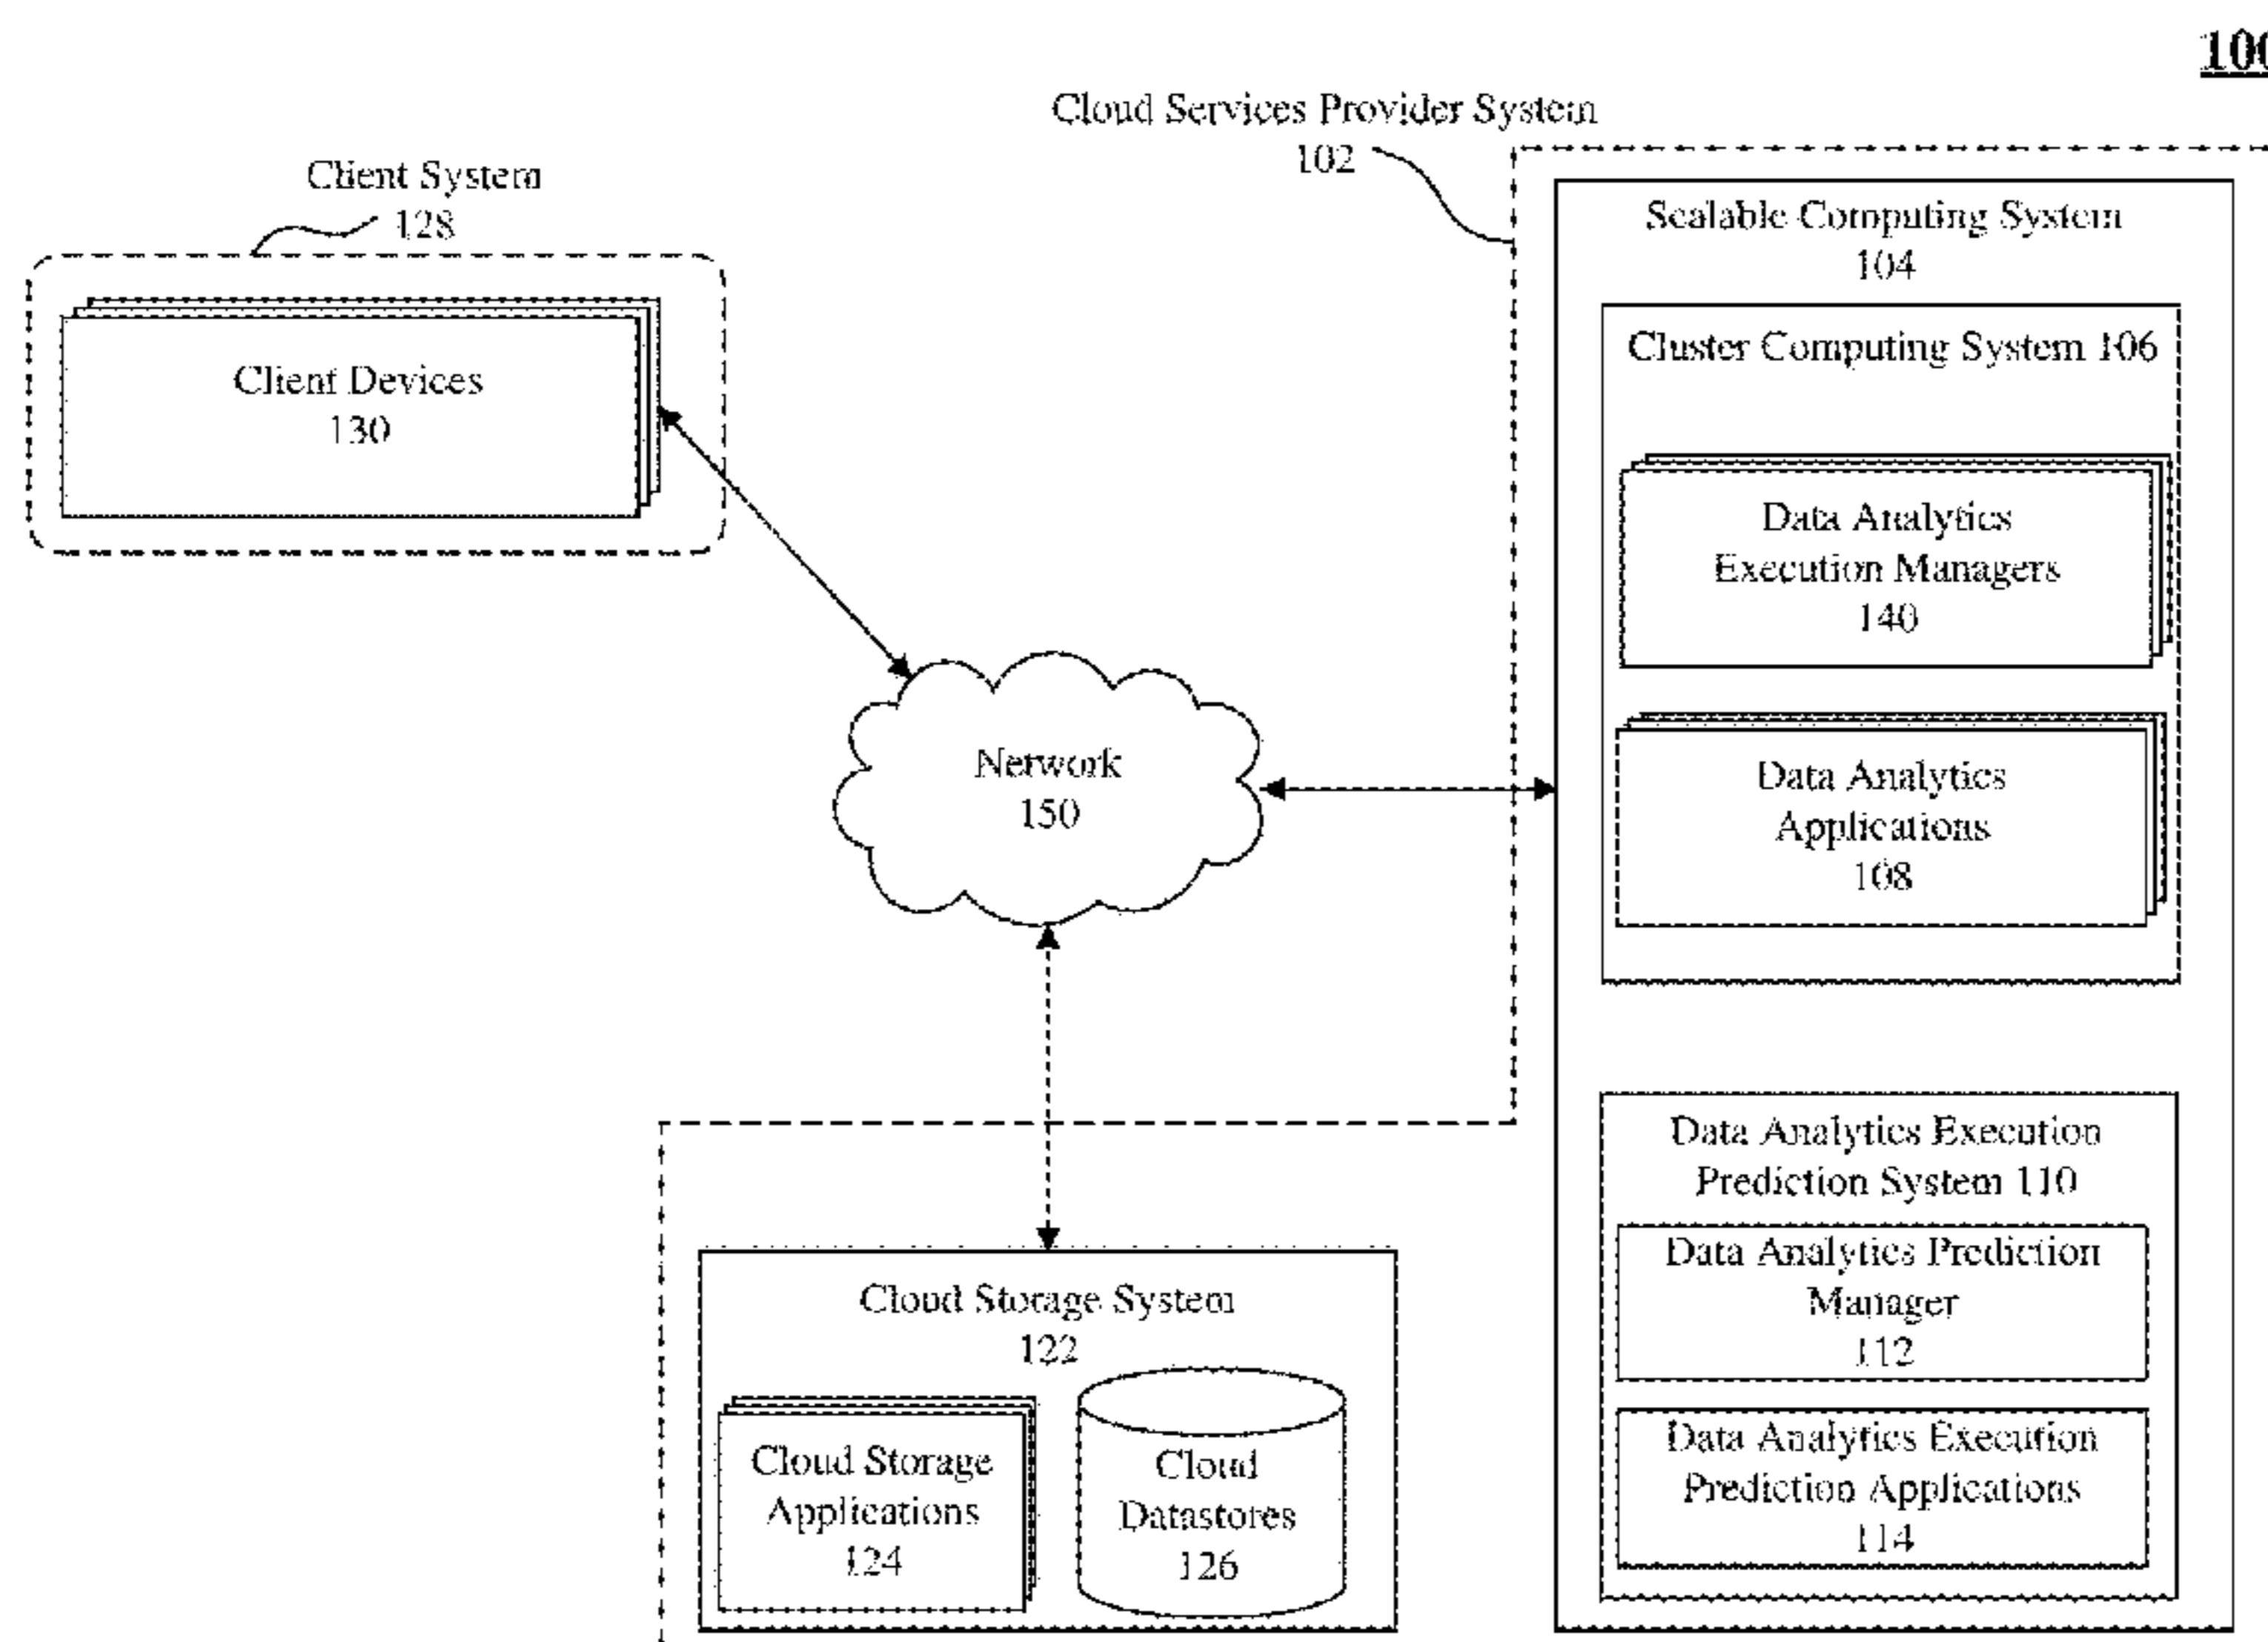 100
Cloud Services Provider System
102
Client System
128
Client Devices
130
Network
150
Scalable Computing System
104
Cluster Computing System 106
Data Analytics
Execution Managers
140
Data Analytics
Applications
108
Data Analytics Execution
Prediction System 110
Data Analytics Prediction
Manager
112
Data Analytics Execution
Prediction Applications
114
Cloud Storage System
122
Cloud Storage
Applications
124
Cloud
Datastores
126